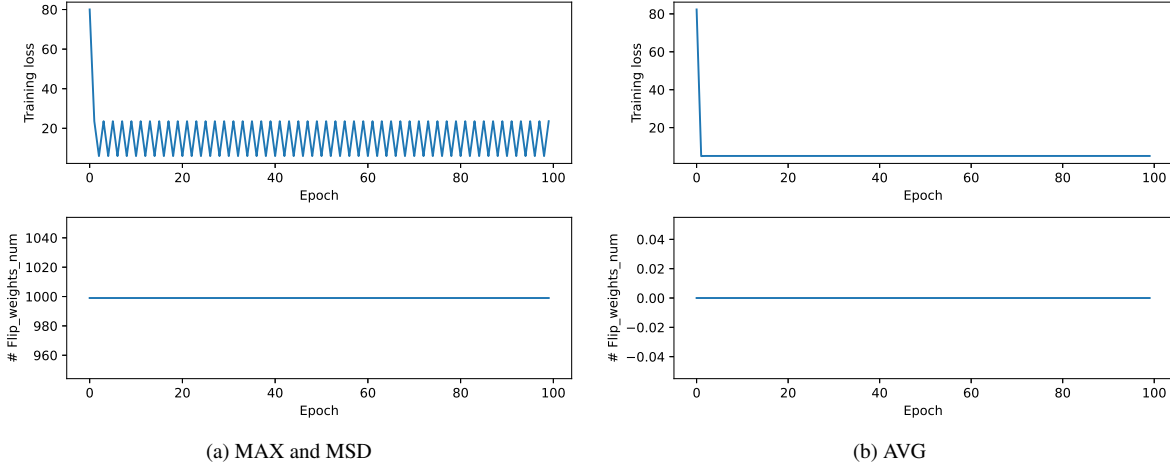 80
60
40
20
Training loss
0 20 40 60 80 100
Epoch
1040
1020
1000
980
960
# Flip_weights_num
0 20 40 60 80 100
Epoch
(a) MAX and MSD
80
60
40
20
Training loss
0 20 40 60 80 100
Epoch
0.04
0.02
0.00
−0.02
−0.04
# Flip_weights_num
0 20 40 60 80 100
Epoch
(b) AVG